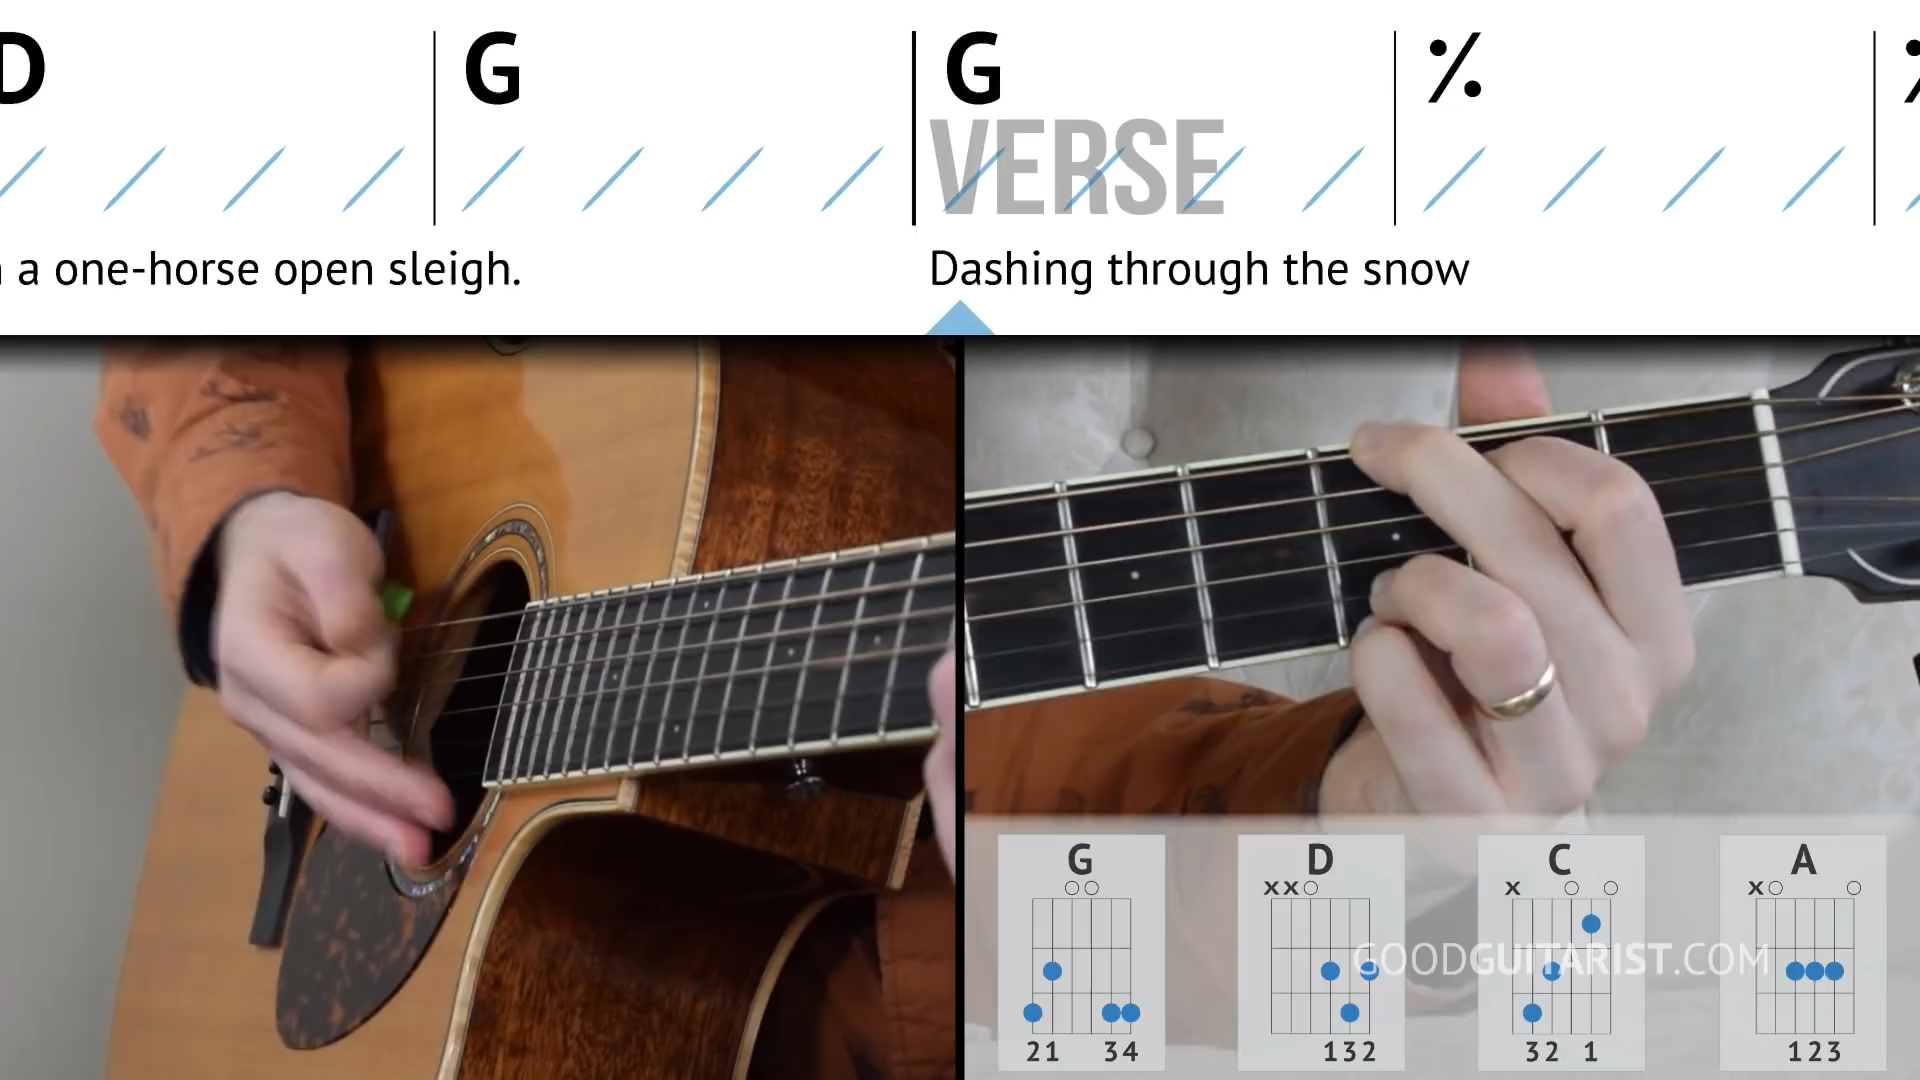 D G G ٪
VERSE
a one-horse open sleigh. Dashing through the snow
G D C A
x x x x
GOODGUITARIST.COM
21 34 132 32 1 123